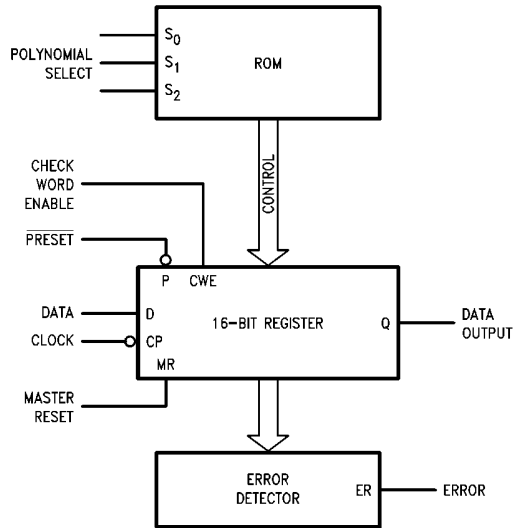 POLYNOMIAL
SELECT
S0
S1
S2
ROM
CONTROL
CHECK
WORD
ENABLE
PRESET
P
CWE
DATA
D
16-BIT REGISTER
Q
DATA
OUTPUT
CLOCK
CP
MR
MASTER
RESET
ERROR
DETECTOR
ER
ERROR